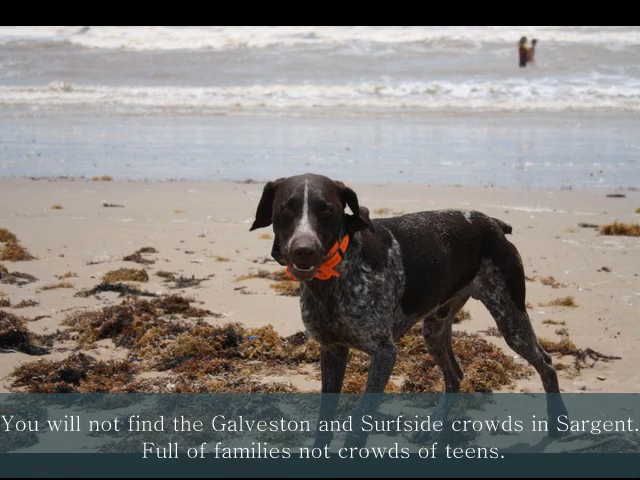 You will not find the Galveston and Surfside crowds in Sargent.
Full of families not crowds of teens.